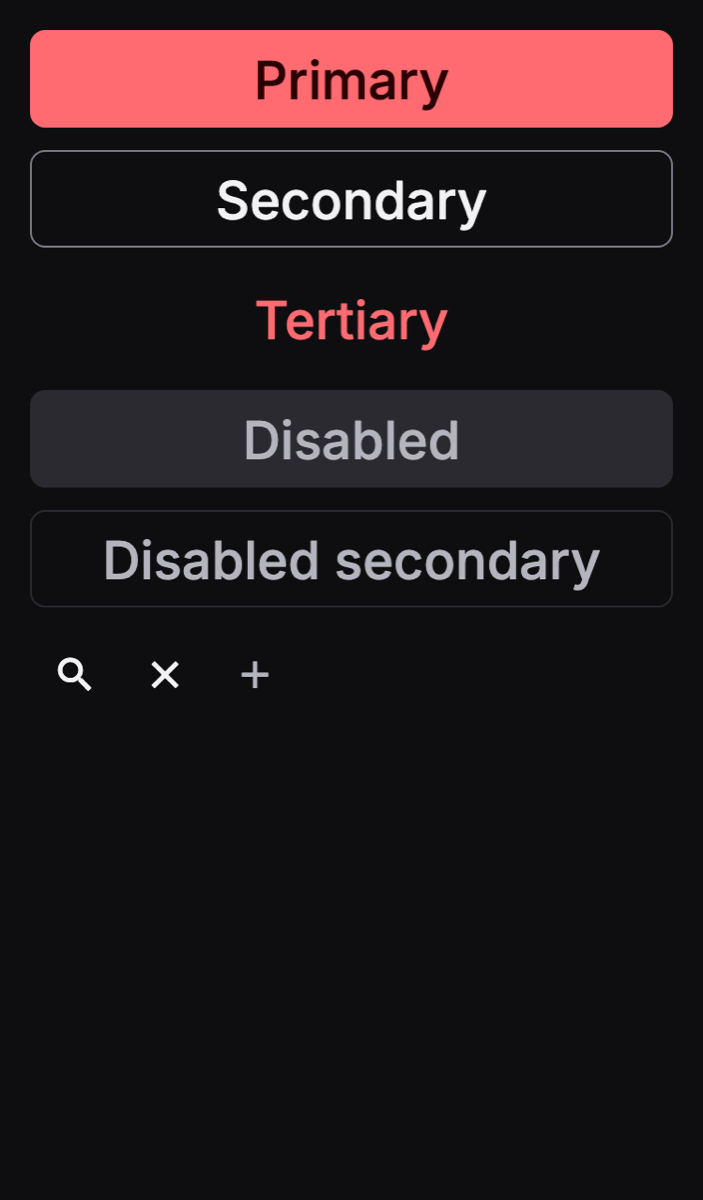 Primary
Secondary
Tertiary
Disabled
Disabled secondary